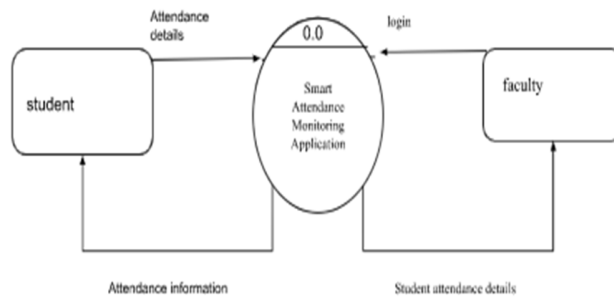 Attendance
details
login
0.0
student
Smart
Attendance
Monitoring
Application
faculty
Attendance information
Student attendance details